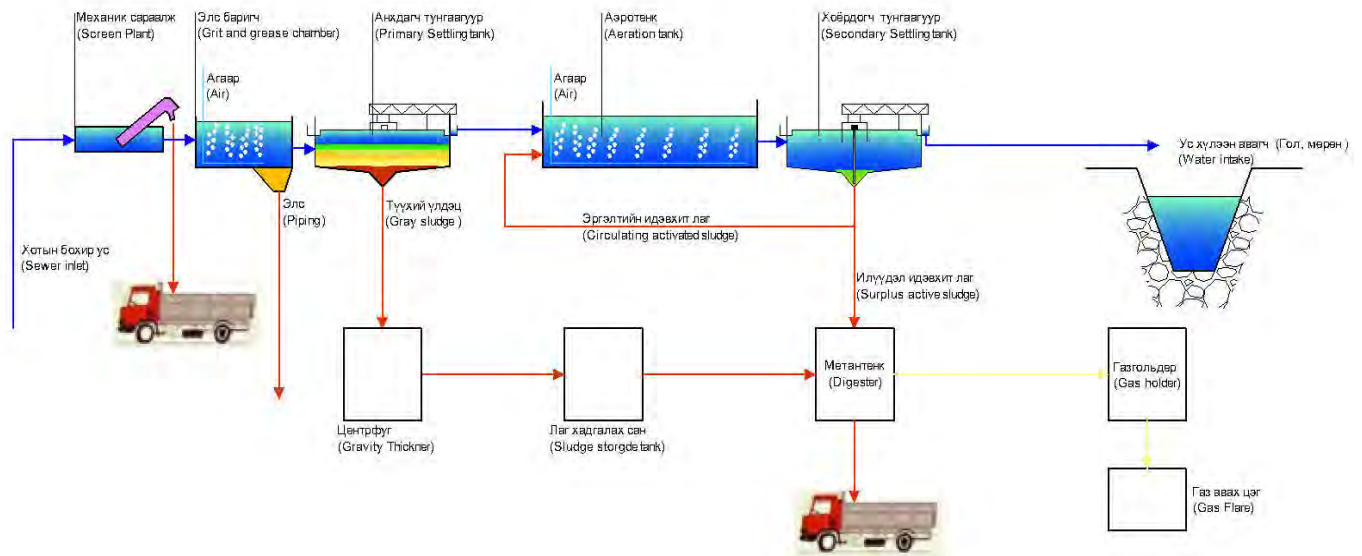 Механик сараалж
(Screen Plant)
Элс баригч
(Grit and grease chamber)
Анхдагч тунгаагуур
(Primary Settling tank)
Аэротенк
(Aeration tank)
Хоёрдогч тунгаагуур
(Secondary Settling tank)
Агаар
(Air)
Агаар
(Air)
Ус хүлээн авагч (Гол, мөрөн )
(Water intake)
Элс
(Piping)
Түүхий үлдэц
(Gray sludge )
Эргэлтийн идэвхит лаг
(Circulating activated sludge)
Хотын бохир ус
(Sewer inlet)
Илүүдэл идэвхит лаг
(Surplus active sludge)
Метантенк
(Digester)
Газгольдер
(Gas holder)
Центрфуг
(Gravity Thickner)
Лаг хадгалах сан
(Sludge storgde tank)
Газ авах цэг
(Gas Flare)